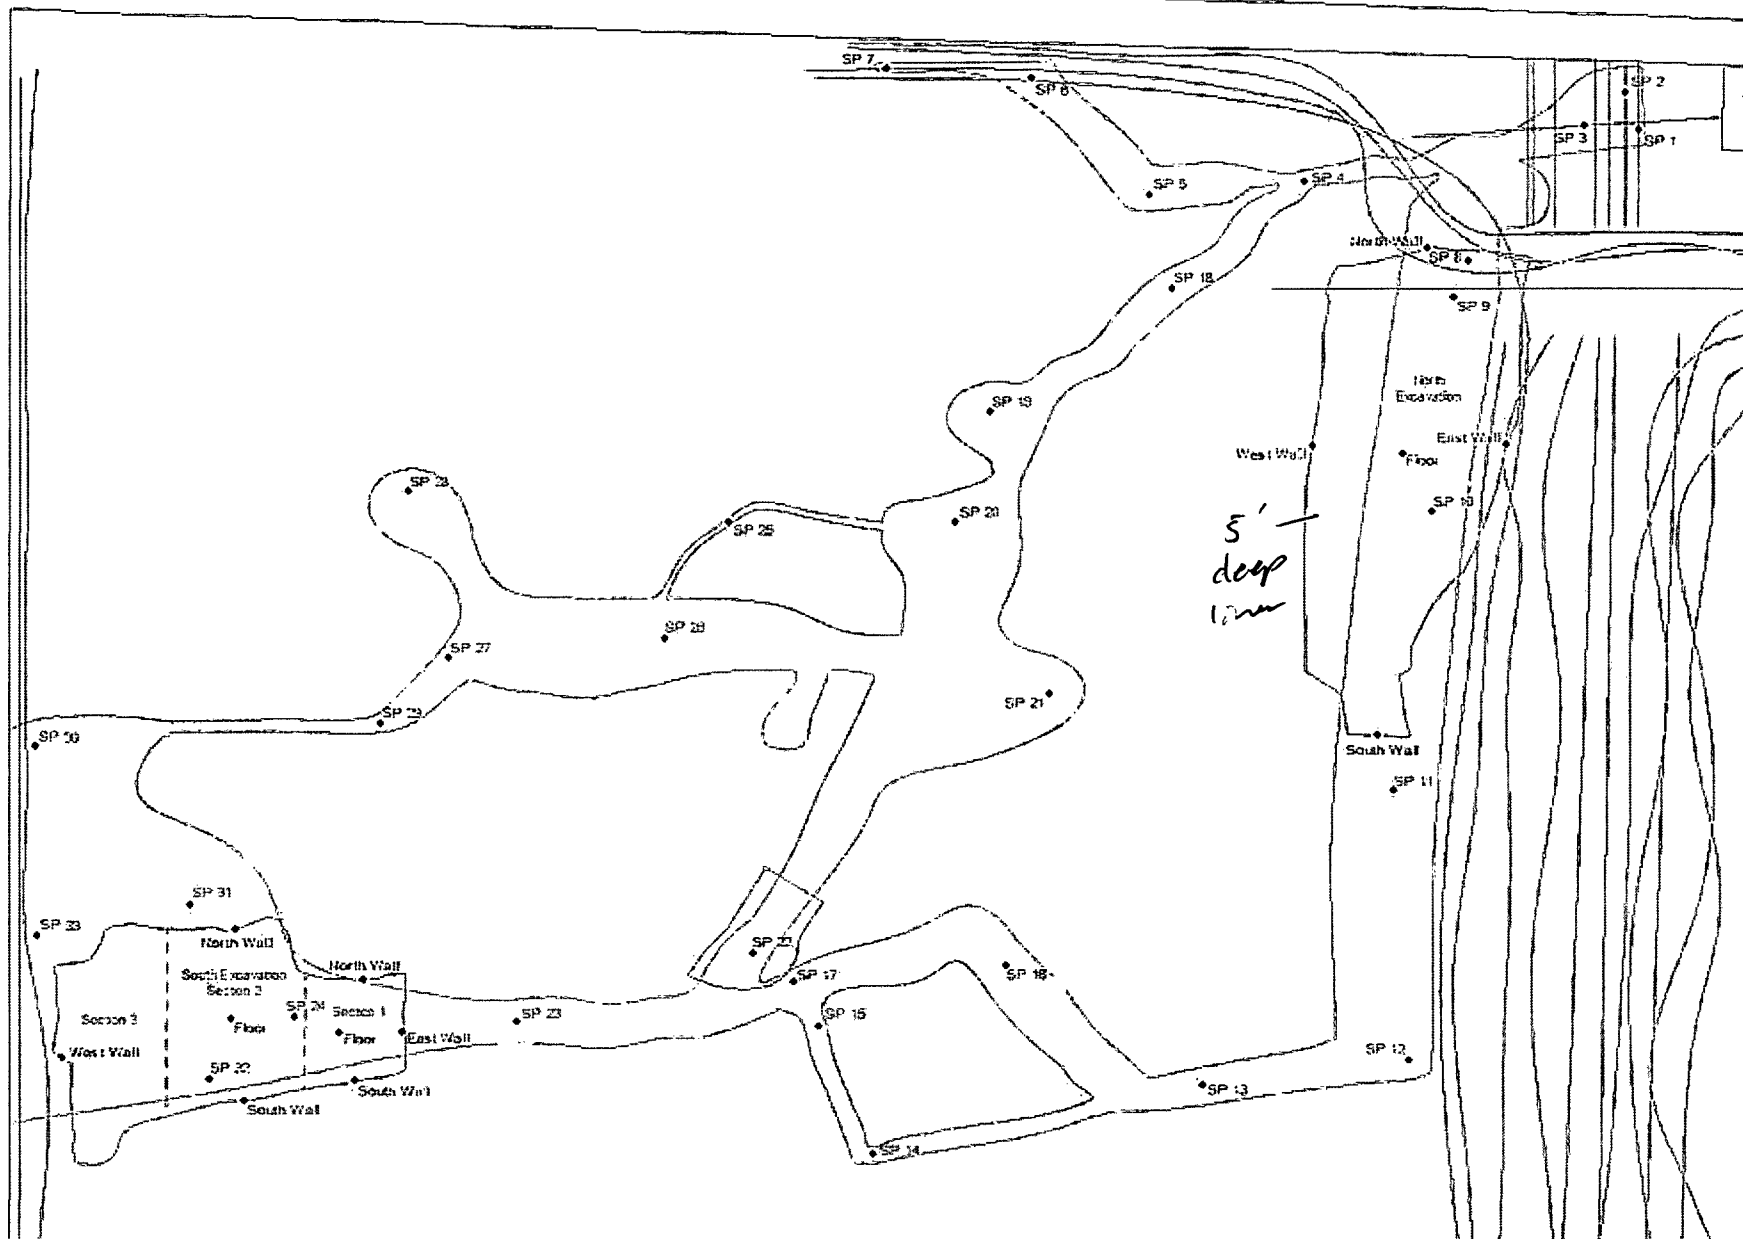 SP 7
SP 6
SP 2
SP 3
SP 1
SP 5
SP 4
North Wall
SP 8
SP 18
SP 9
North
Excavation
SP 19
East Wall
West Wall
Floor
SP 28
SP 10
SP 25
SP 20
5'
deep
liner
SP 26
SP 27
SP 21
SP 29
SP 30
South Wall
SP 11
SP 31
SP 33
North Wall
SP 22
North Wall
SP 16
South Excavation
Section 2
SP 17
SP 24
Section 1
Section 3
SP 23
SP 15
Floor
Floor
East Wall
West Wall
SP 12
SP 32
SP 13
South Wall
South Wall
SP 14